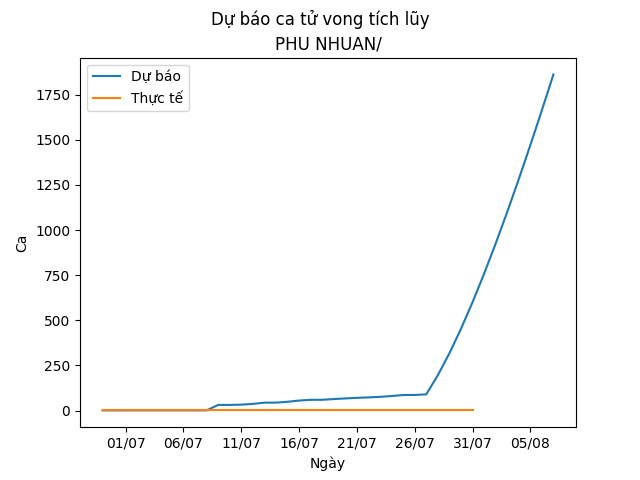 Dự báo ca tử vong tích lũy
PHU NHUAN/
Dự báo
Thực tế
1750
1500
1250
1000
750
500
250
0
Ca
01/07 06/07 11/07 16/07 21/07 26/07 31/07 05/08
Ngày